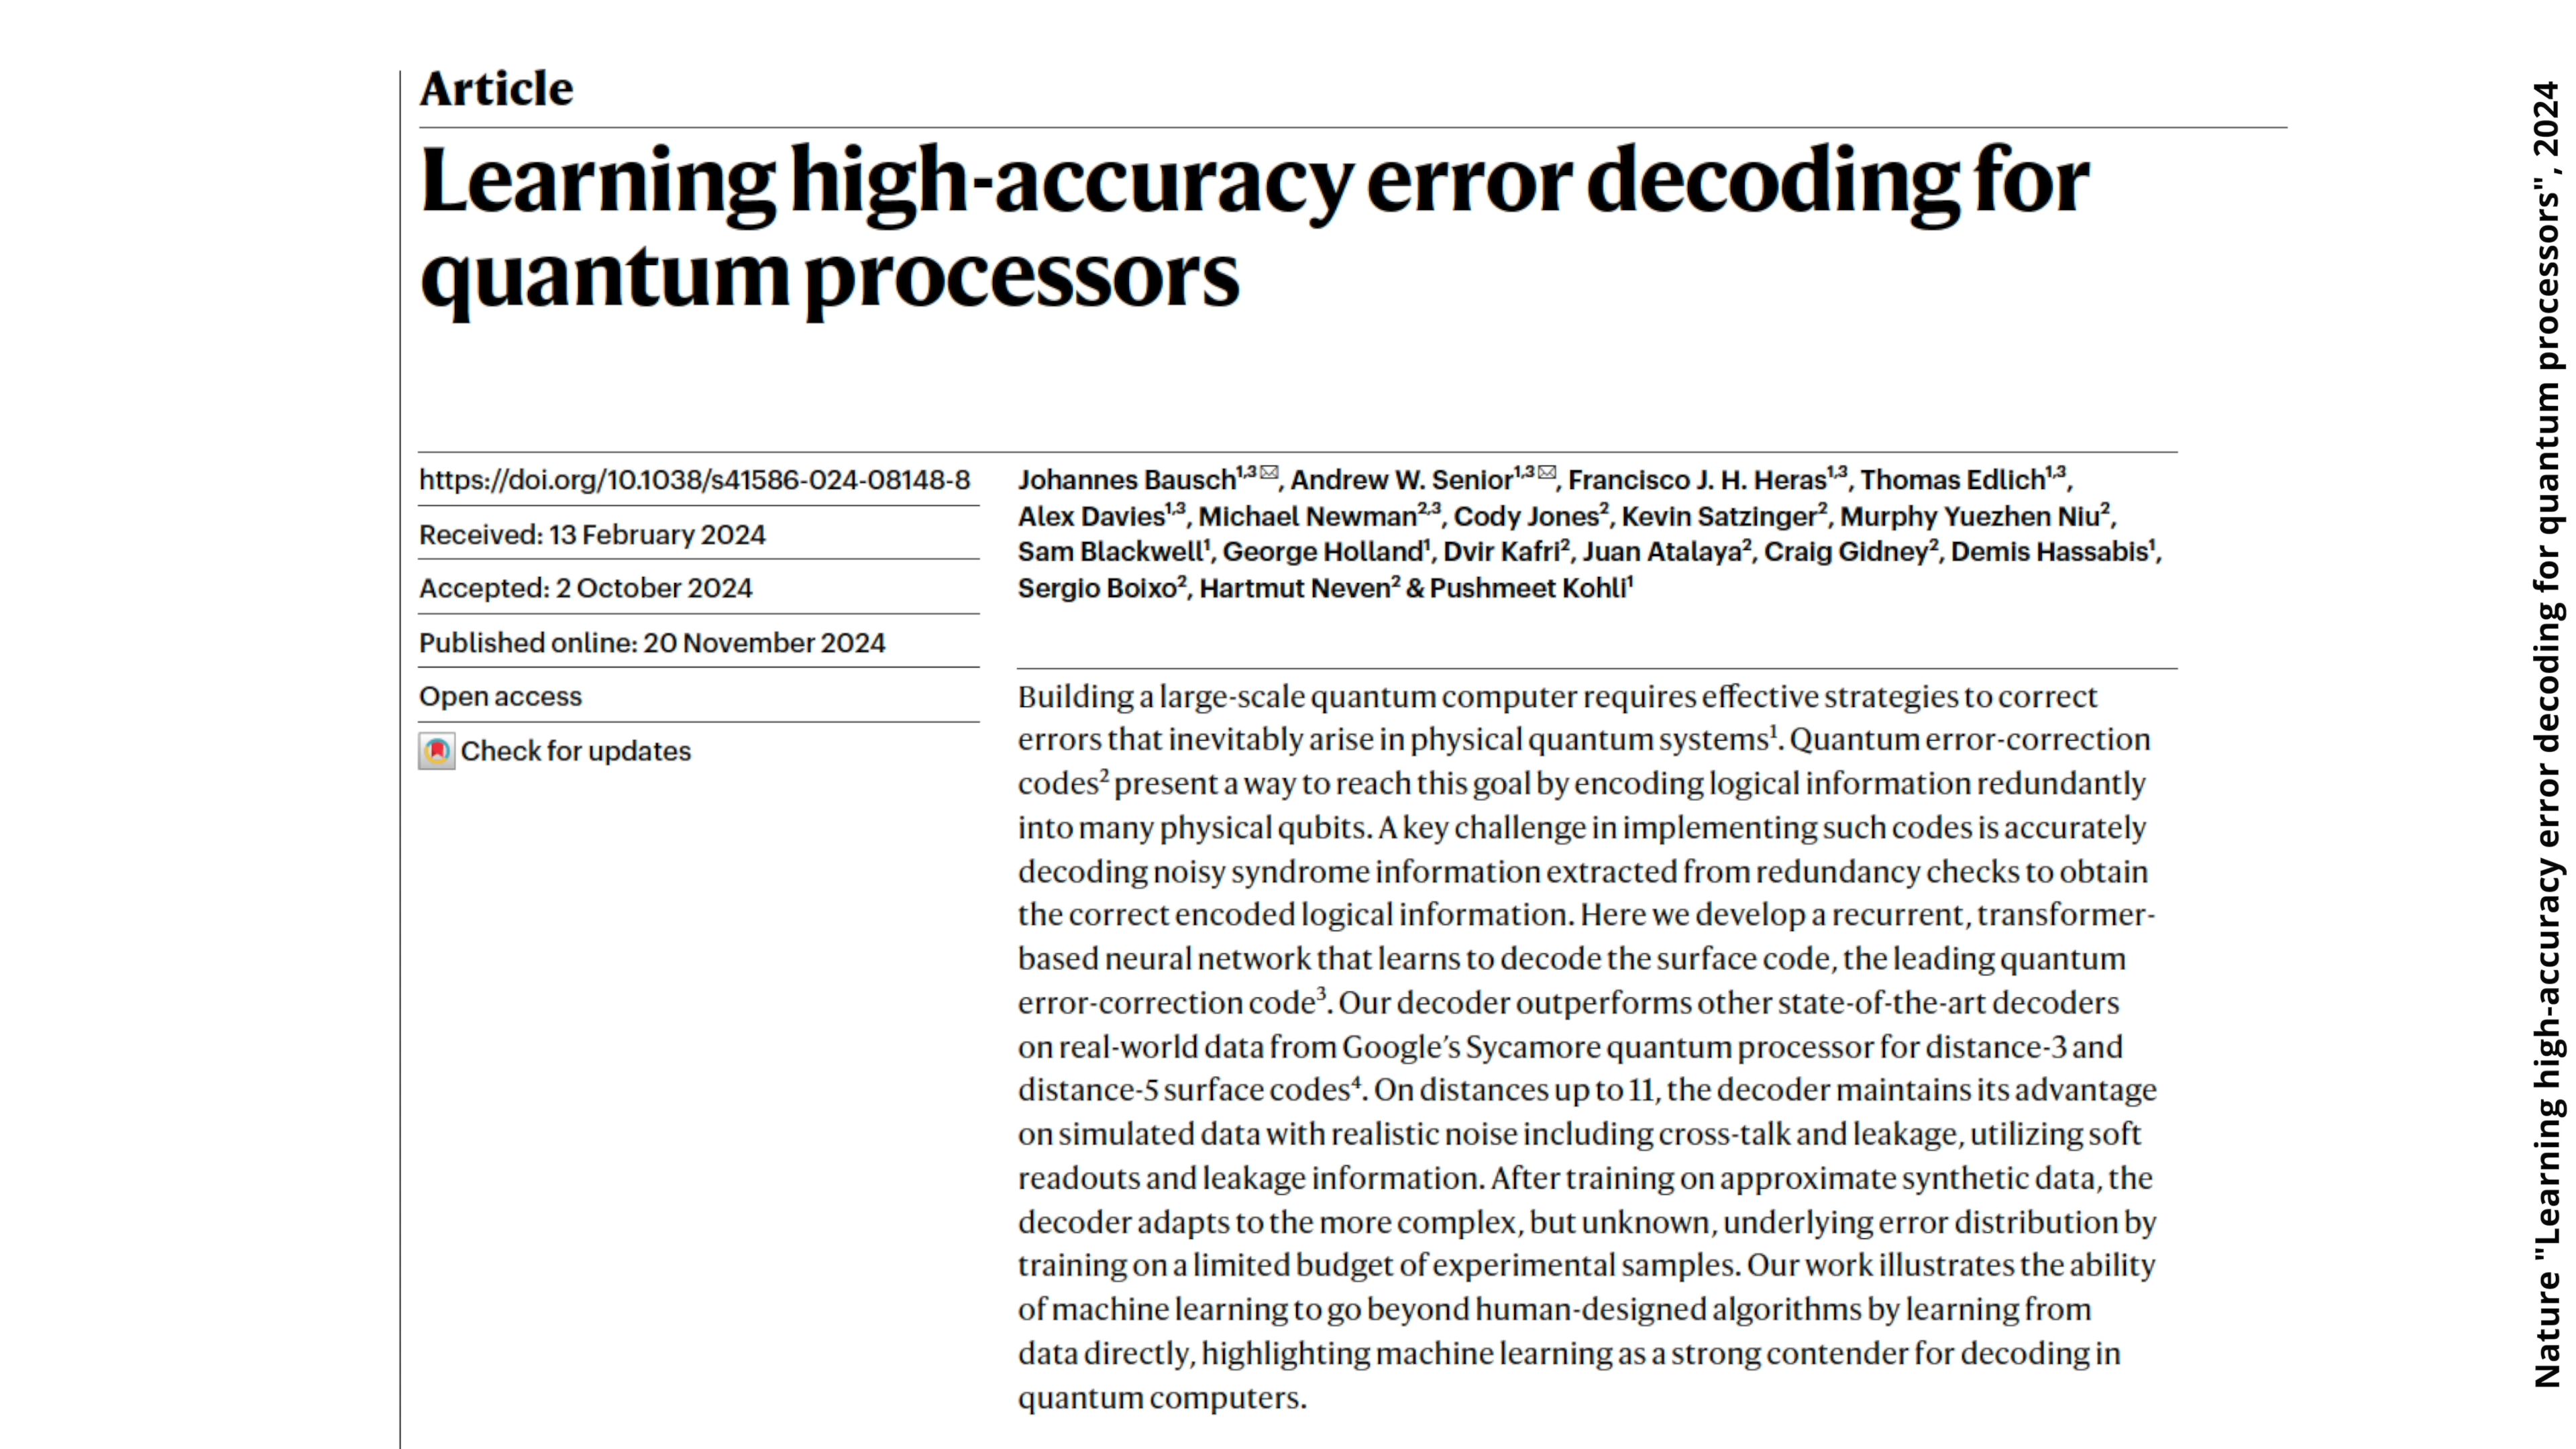 Article
Learning high-accuracy error decoding for
quantum processors
https://doi.org/10.1038/s41586-024-08148-8
Received: 13 February 2024
Accepted: 2 October 2024
Published online: 20 November 2024
Open access
Check for updates
Johannes Bausch1,3✉, Andrew W. Senior1,3✉, Francisco J. H. Heras1,3, Thomas Edlich1,3,
Alex Davies1,3, Michael Newman2,3, Cody Jones2, Kevin Satzinger2, Murphy Yuezhen Niu2,
Sam Blackwell1, George Holland1, Dvir Kafri2, Juan Atalaya2, Craig Gidney2, Demis Hassabis1,
Sergio Boixo2, Hartmut Neven2 & Pushmeet Kohli1
Building a large-scale quantum computer requires effective strategies to correct
errors that inevitably arise in physical quantum systems1. Quantum error-correction
codes2 present a way to reach this goal by encoding logical information redundantly
into many physical qubits. A key challenge in implementing such codes is accurately
decoding noisy syndrome information extracted from redundancy checks to obtain
the correct encoded logical information. Here we develop a recurrent, transformer-
based neural network that learns to decode the surface code, the leading quantum
error-correction code3. Our decoder outperforms other state-of-the-art decoders
on real-world data from Google’s Sycamore quantum processor for distance-3 and
distance-5 surface codes4. On distances up to 11, the decoder maintains its advantage
on simulated data with realistic noise including cross-talk and leakage, utilizing soft
readouts and leakage information. After training on approximate synthetic data, the
decoder adapts to the more complex, but unknown, underlying error distribution by
training on a limited budget of experimental samples. Our work illustrates the ability
of machine learning to go beyond human-designed algorithms by learning from
data directly, highlighting machine learning as a strong contender for decoding in
quantum computers.
Nature "Learning high-accuracy error decoding for quantum processors", 2024